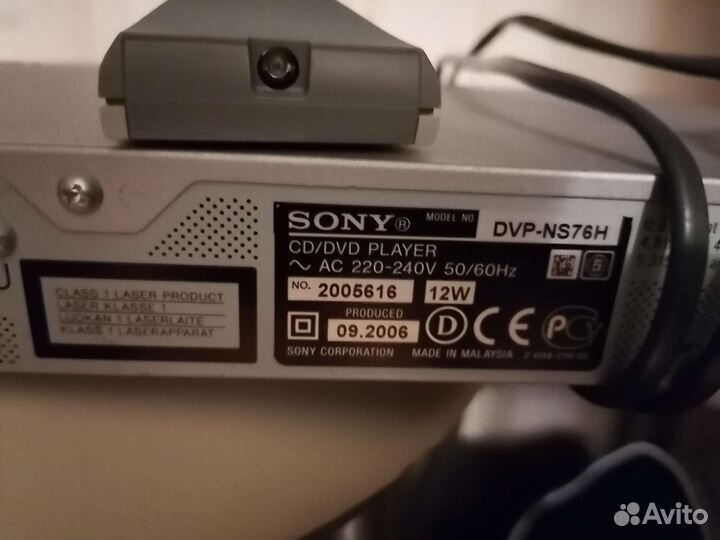 SONY® MODEL NO DVP-NS76H
CD/DVD PLAYER
~ AC 220-240V 50/60Hz
NO. 2005616 12W
PRODUCED
09.2006 D CE PC
SONY CORPORATION MADE IN MALAYSIA
CLASS 1 LASER PRODUCT
LASER KLASSE 1
LUOKAN 1 LASERLAITE
KLASS 1 LASERAPPARAT
Avito